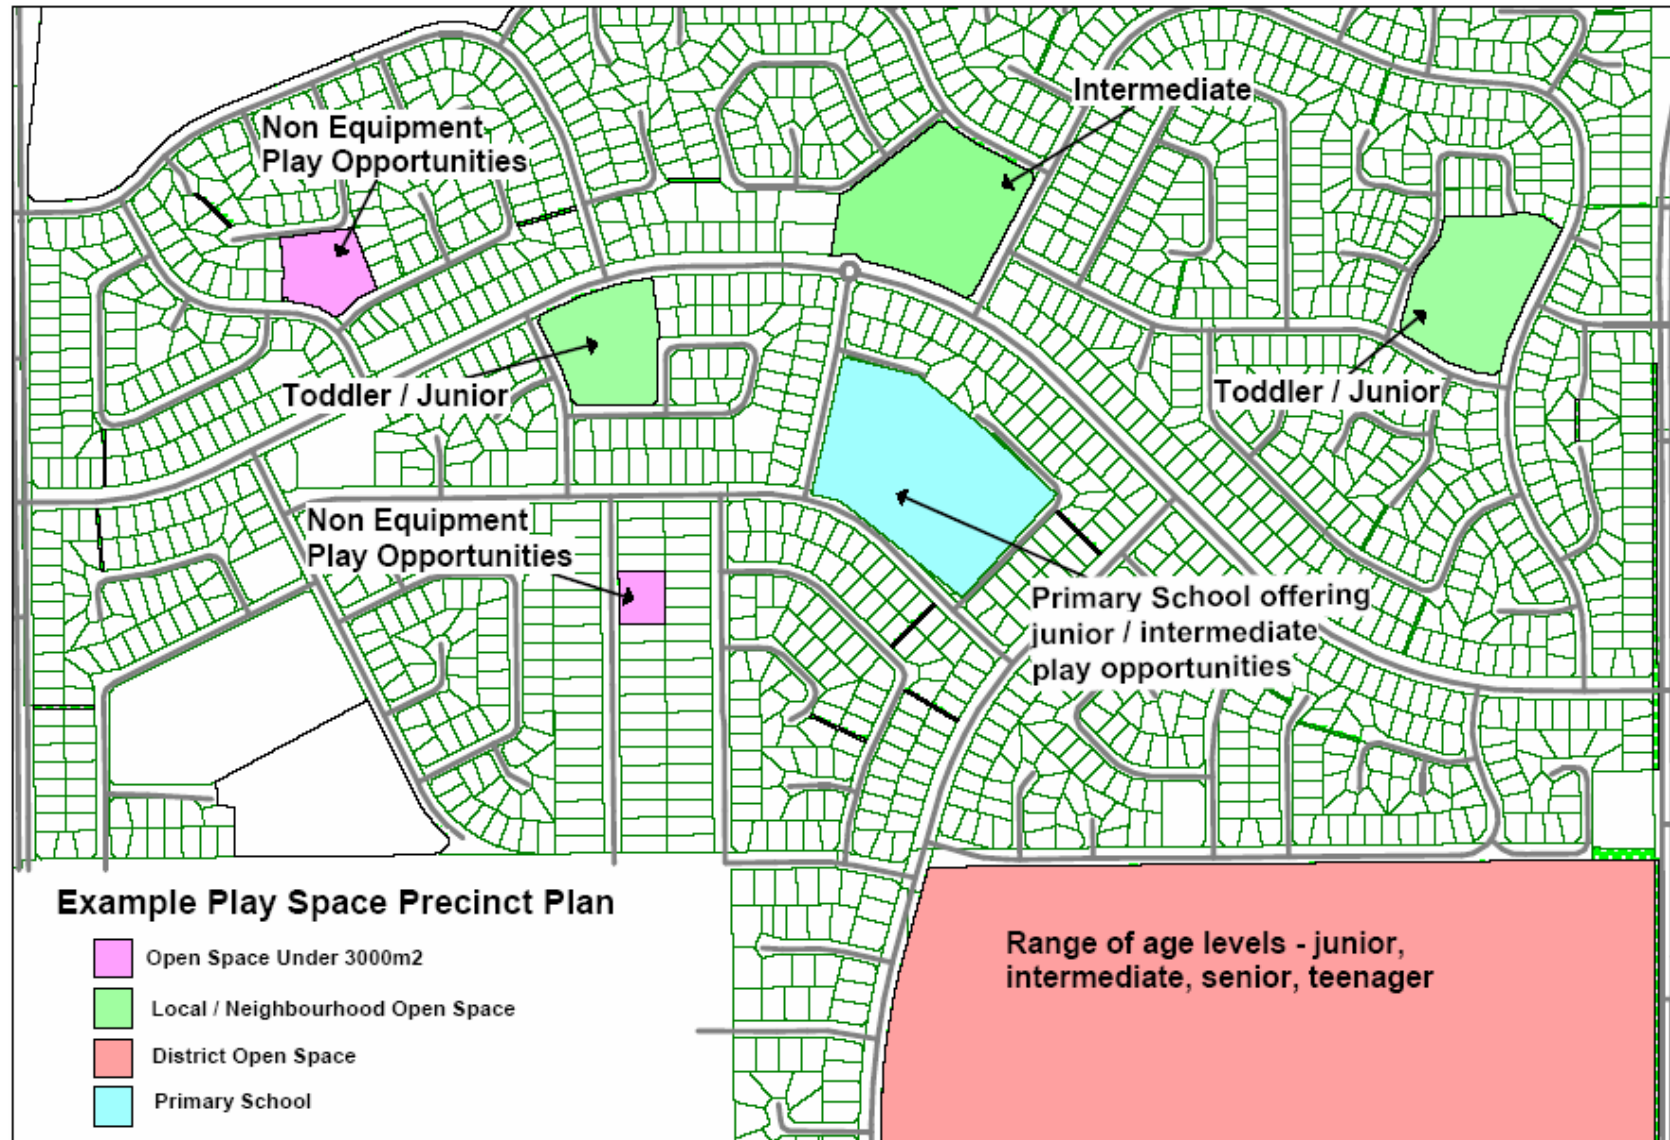 Intermediate
Non Equipment
Play Opportunities
Toddler / Junior
Toddler / Junior
Non Equipment
Play Opportunities
Primary School offering
junior / intermediate
play opportunities
Example Play Space Precinct Plan
Open Space Under 3000m2
Local / Neighbourhood Open Space
District Open Space
Primary School
Range of age levels - junior,
intermediate, senior, teenager